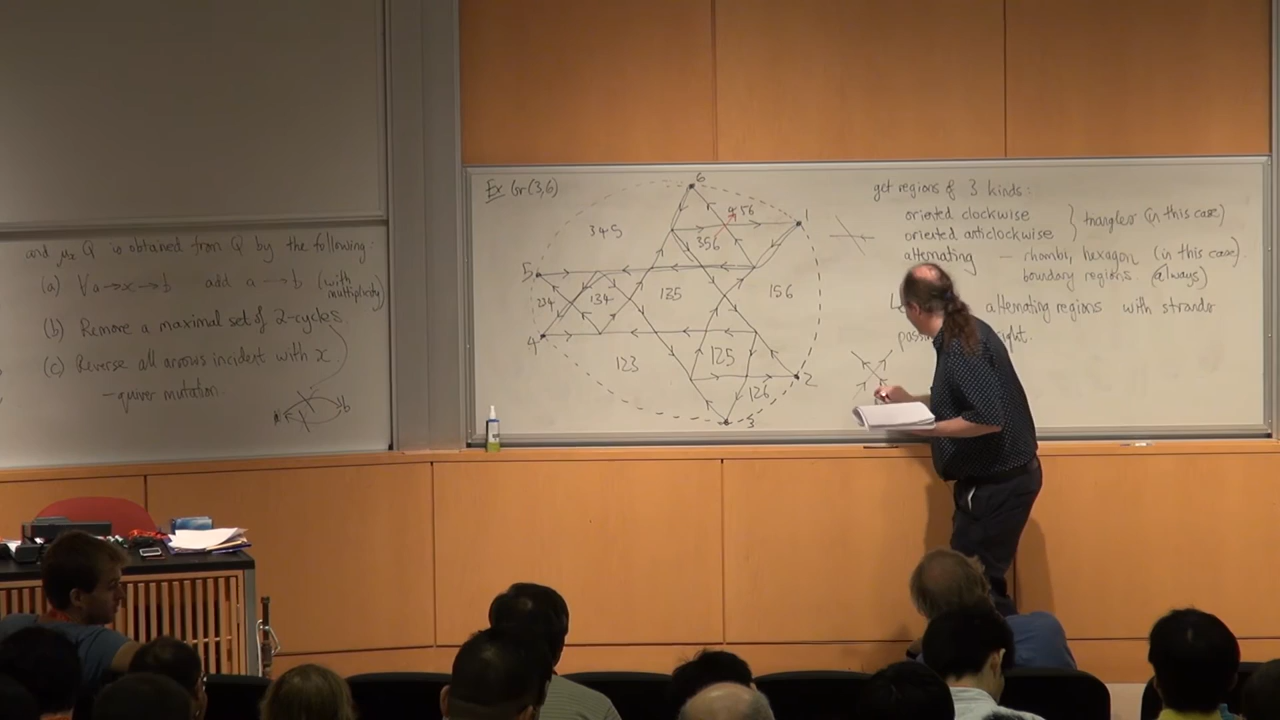 and μₓ Q is obtained from Q by the following:
(a) ∀ a→x→b add a→b (with multiplicity)
(b) Remove a maximal set of 2-cycles.
(c) Reverse all arrows incident with x
- quiver mutation.
b
Ex Gr(3,6)
6
1
345
456
356
5
234
134
135
156
4
123
125
2
126
3
get regions of 3 kinds:
oriented clockwise
oriented anticlockwise
} triangles (in this case)
alternating - rhombi, hexagon (in this case).
boundary regions. (always)
alternating regions with strands